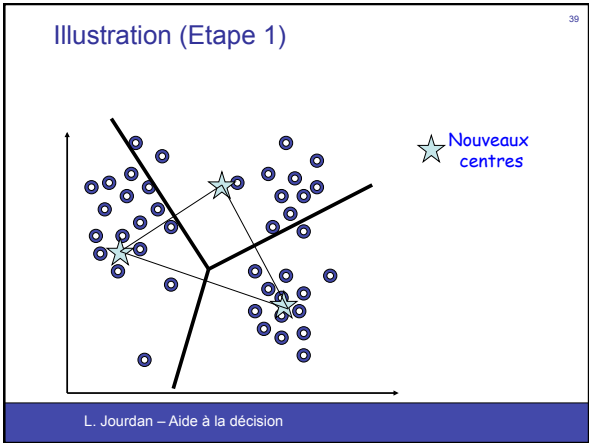 39
Illustration (Etape 1)
Nouveaux
centres
L. Jourdan – Aide à la décision